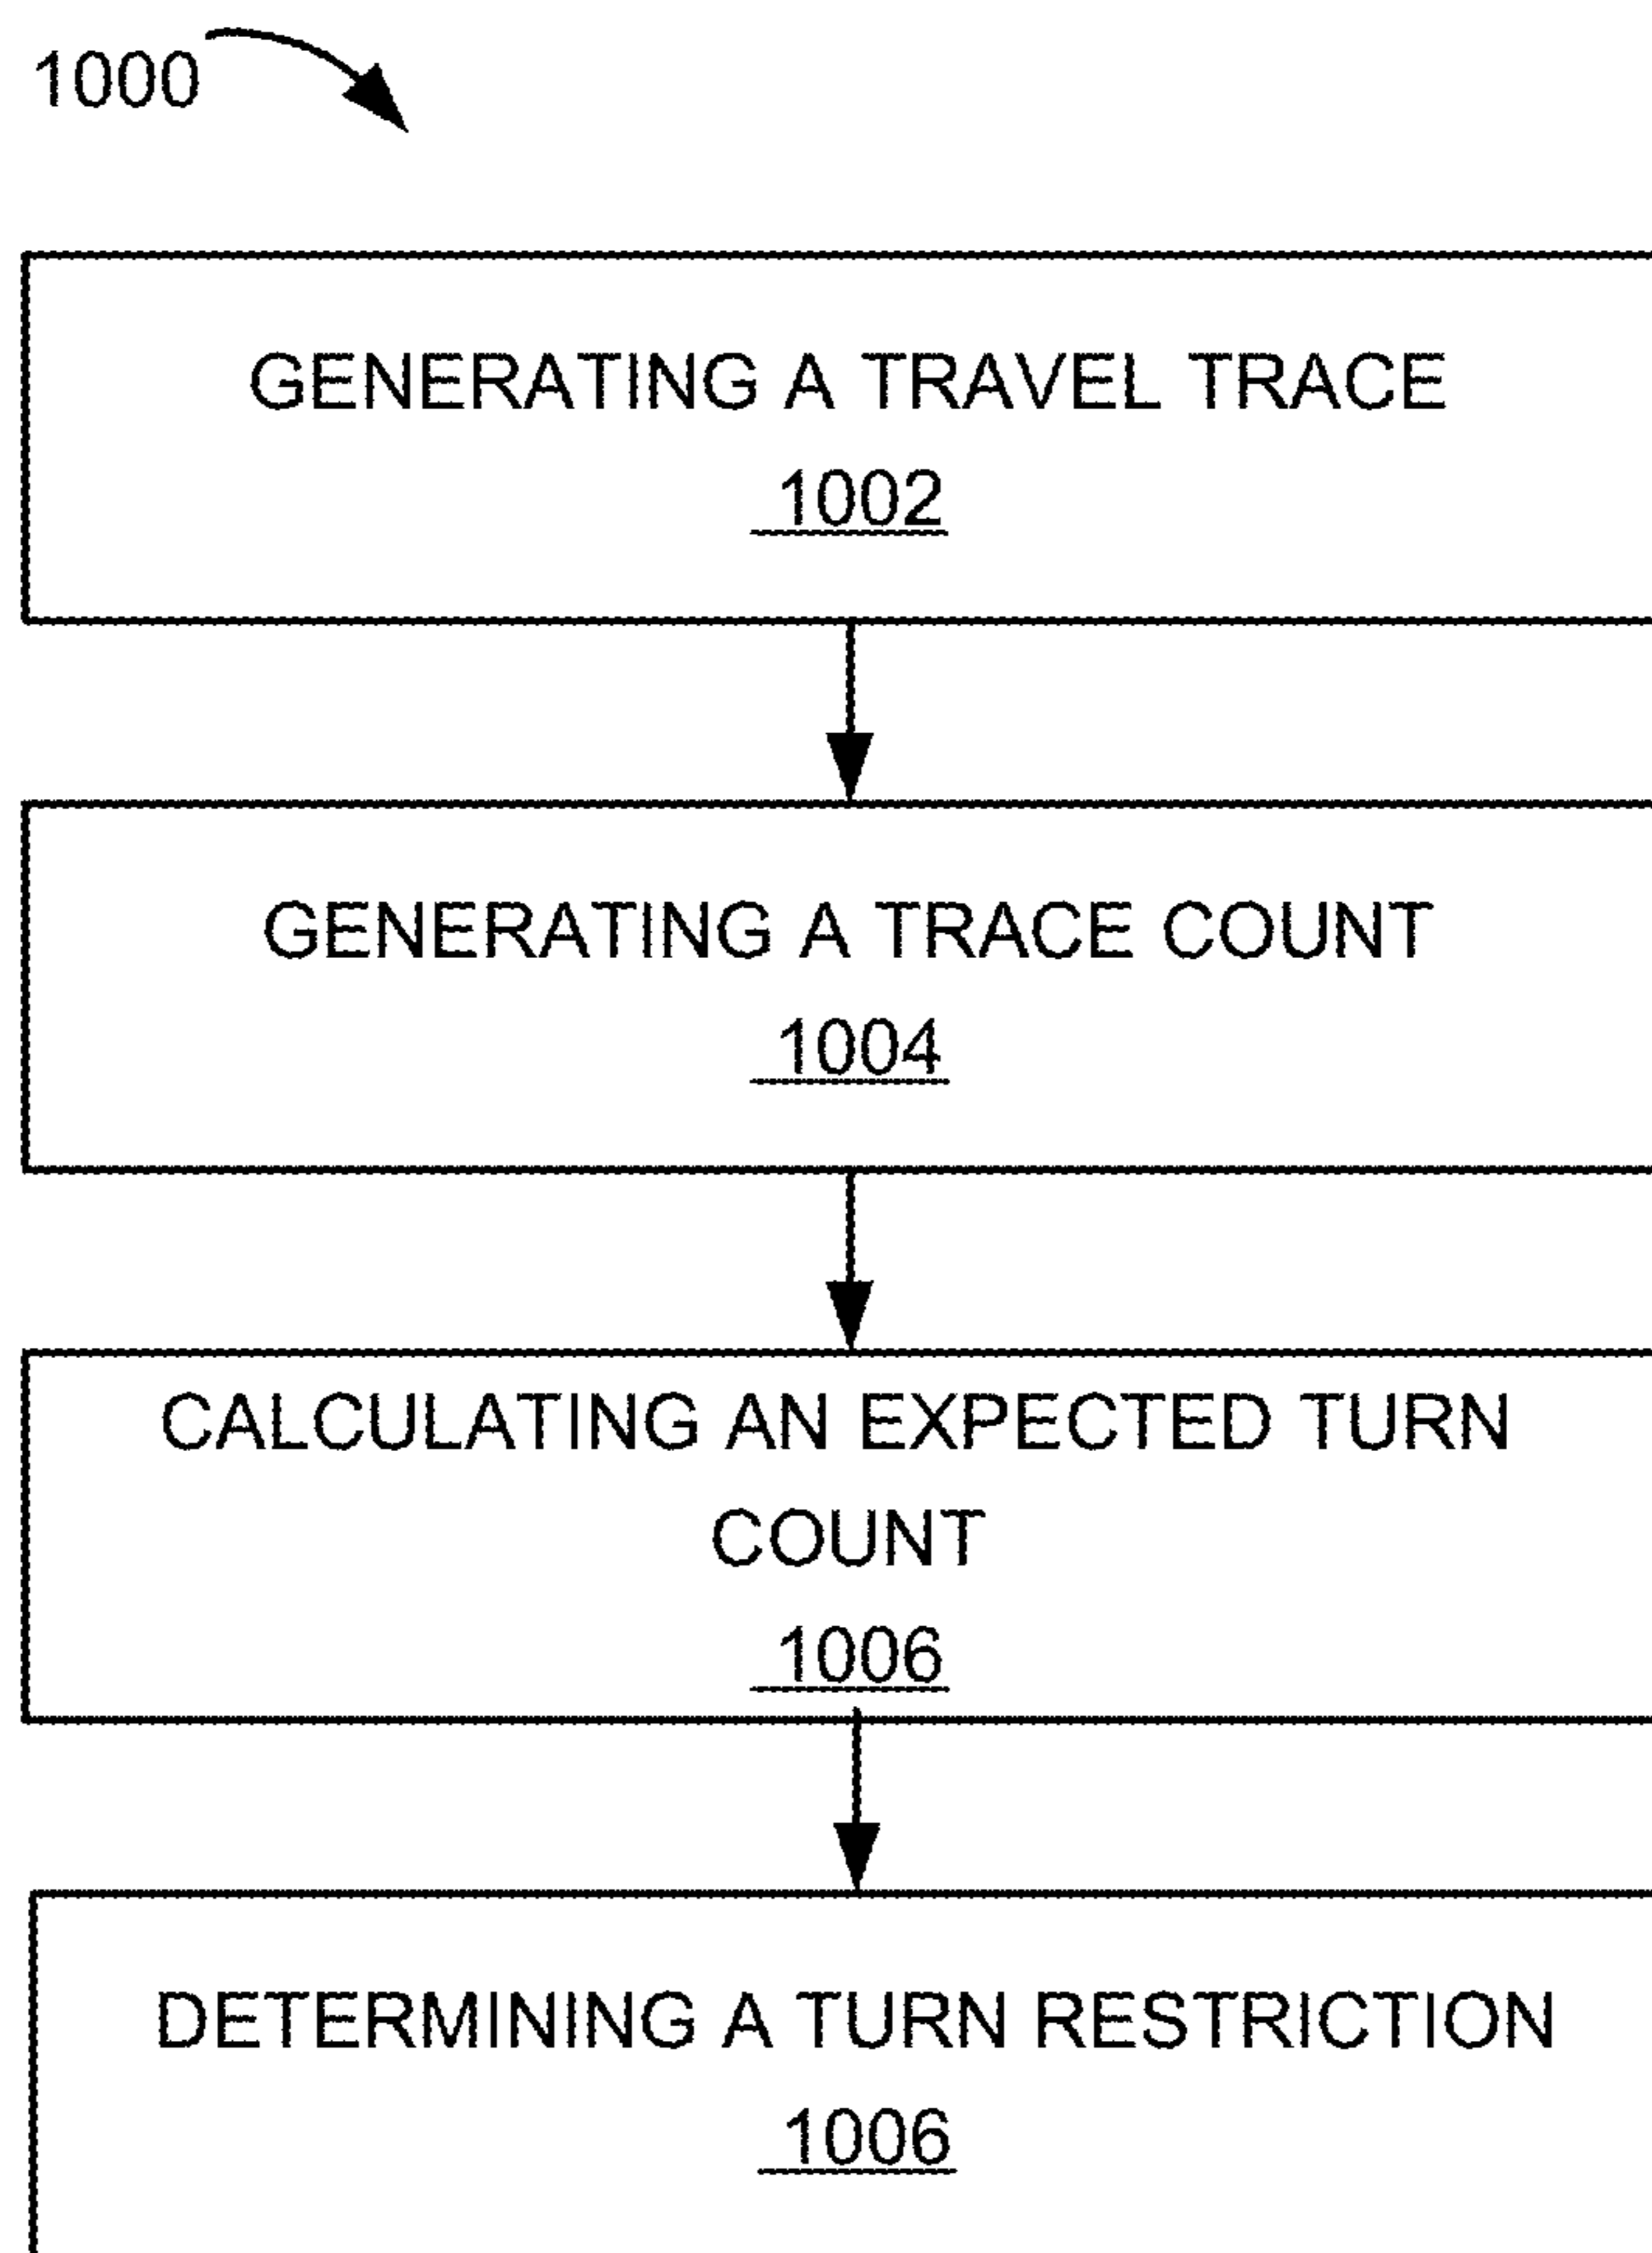 1000
GENERATING A TRAVEL TRACE
1002
GENERATING A TRACE COUNT
1004
CALCULATING AN EXPECTED TURN
COUNT
1006
DETERMINING A TURN RESTRICTION
1006